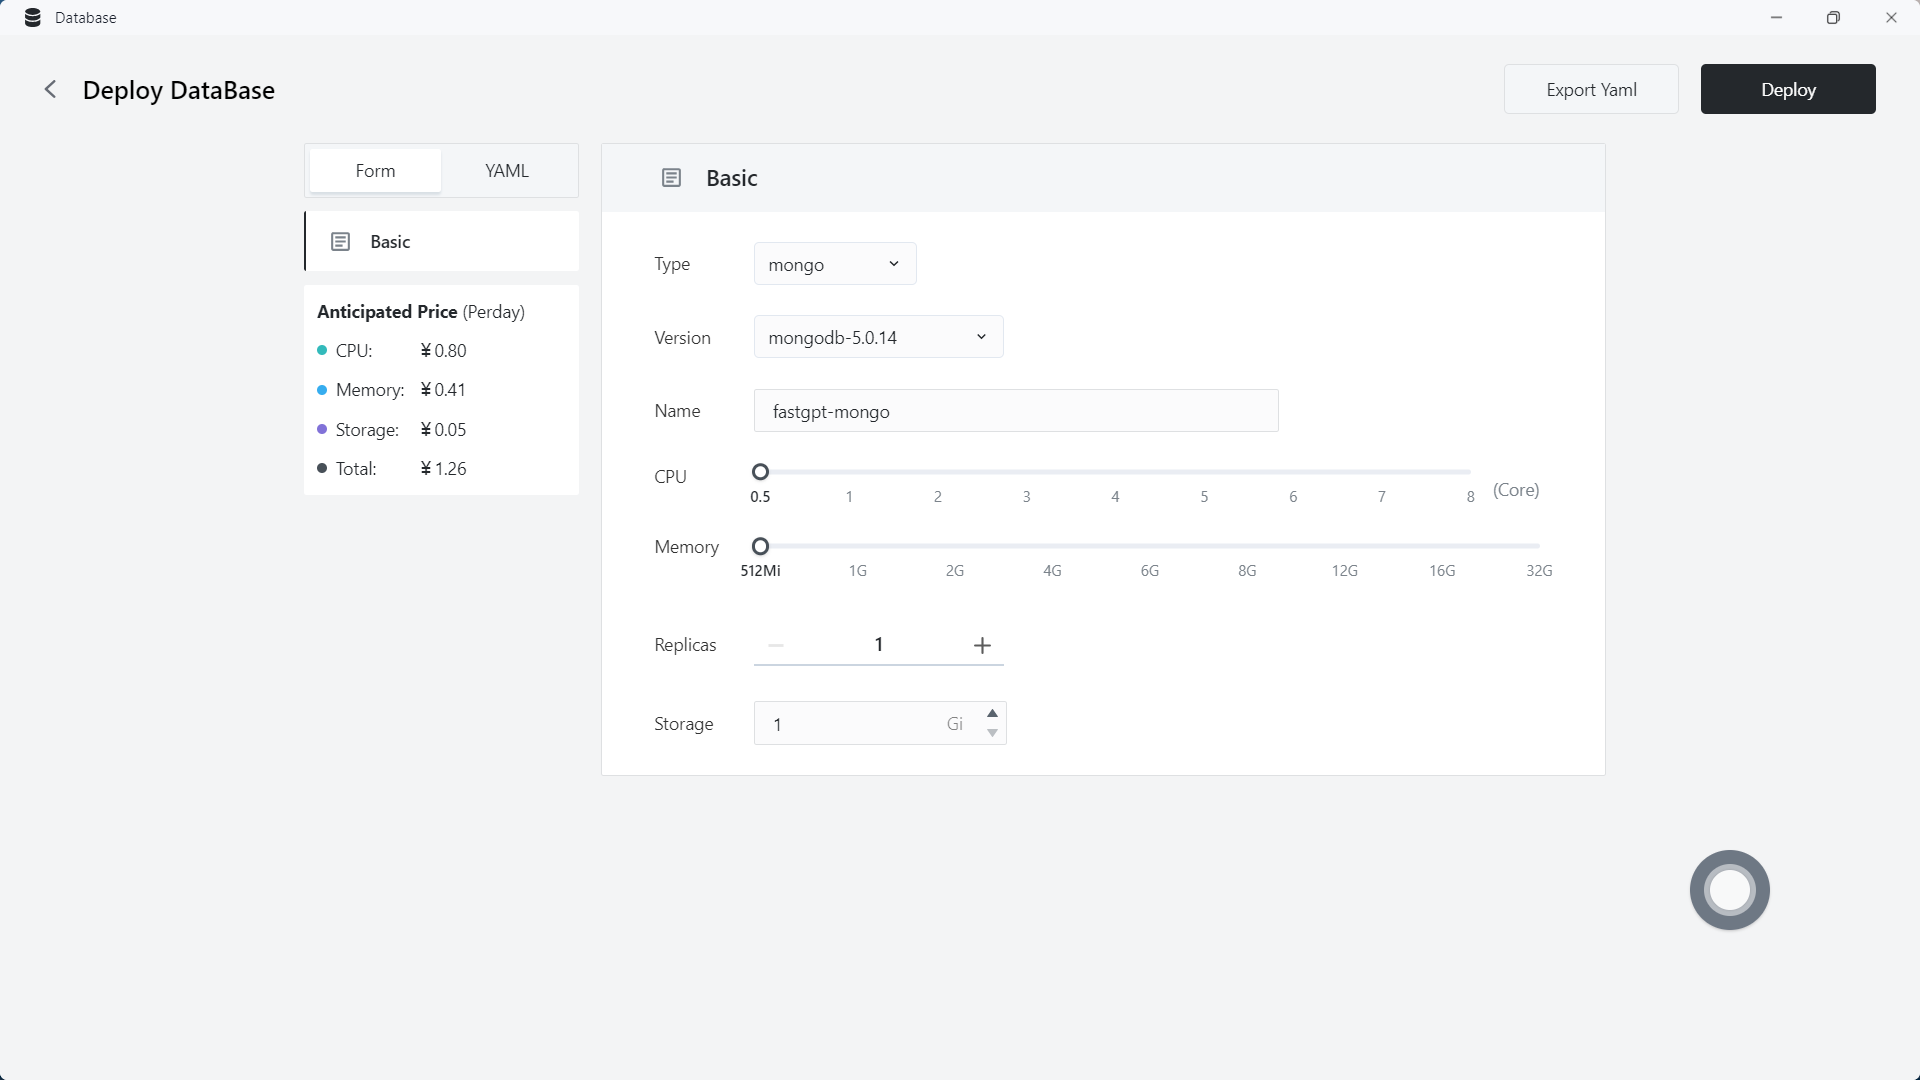 Database
Deploy DataBase
Export Yaml
Deploy
Form
YAML
Basic
Anticipated Price (Perday)
CPU: ¥0.80
Memory: ¥0.41
Storage: ¥0.05
Total: ¥1.26
Basic
Type mongo
Version mongodb-5.0.14
Name fastgpt-mongo
CPU
0.5 1 2 3 4 5 6 7 8 (Core)
Memory
512Mi 1G 2G 4G 6G 8G 12G 16G 32G
Replicas 1
Storage 1 Gi